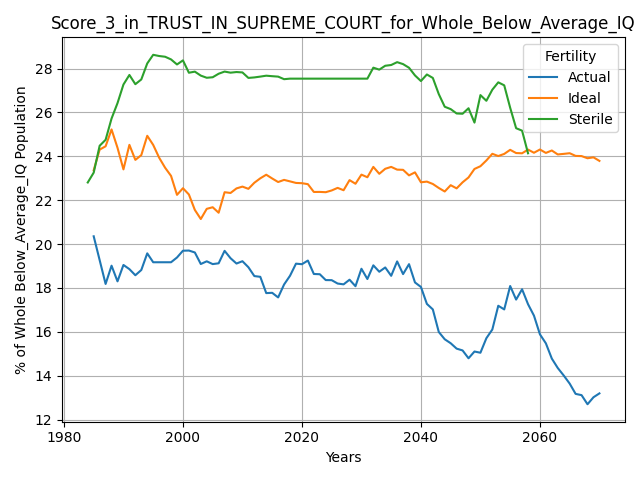 Score_3_in_TRUST_IN_SUPREME_COURT_for_Whole_Below_Average_IQ
Fertility
Actual
Ideal
Sterile
% of Whole Below_Average_IQ Population
28
26
24
22
20
18
16
14
12
1980
2000
2020
2040
2060
Years